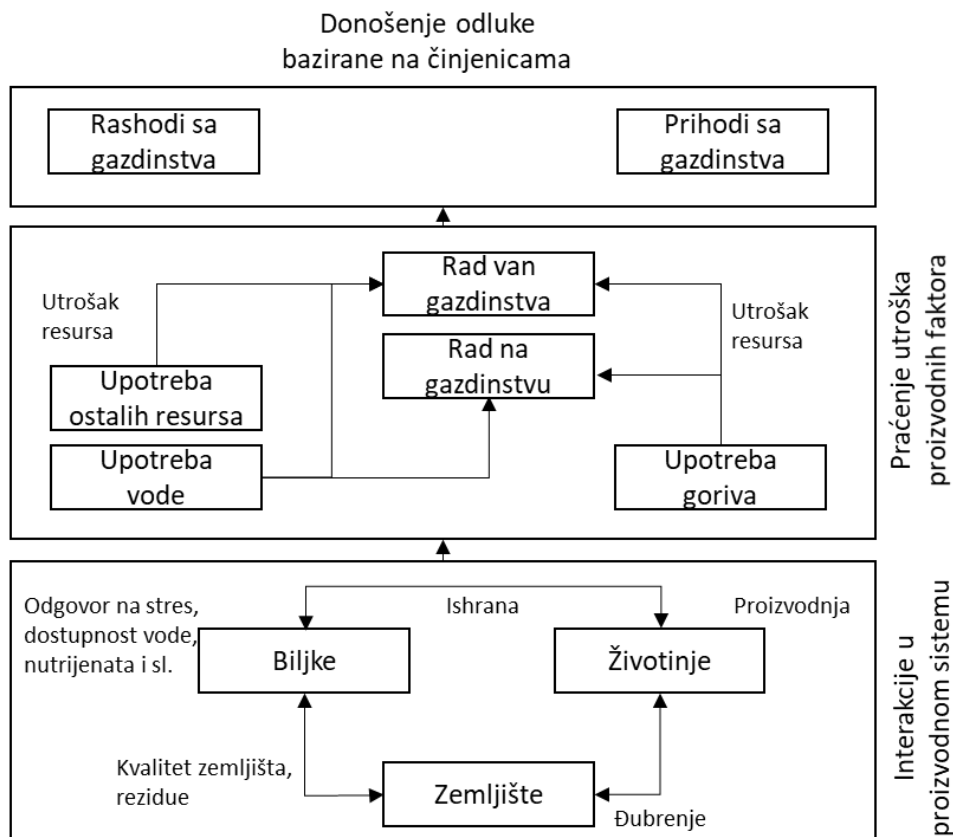 Donošenje odluke
bazirane na činjenicama
Rashodi sa
gazdinstva
Prihodi sa
gazdinstva
Rad van
gazdinstva
Utrošak
resursa
Utrošak
resursa
Rad na
gazdinstvu
Upotreba
ostalih resursa
Upotreba
vode
Upotreba
goriva
Praćenje utroška
proizvodnih faktora
Odgovor na stres,
dostupnost vode,
nutrijenata i sl.
Ishrana
Proizvodnja
Biljke
Životinje
Kvalitet zemljišta,
rezidue
Zemljište
Đubrenje
Interakcije u
proizvodnom sistemu